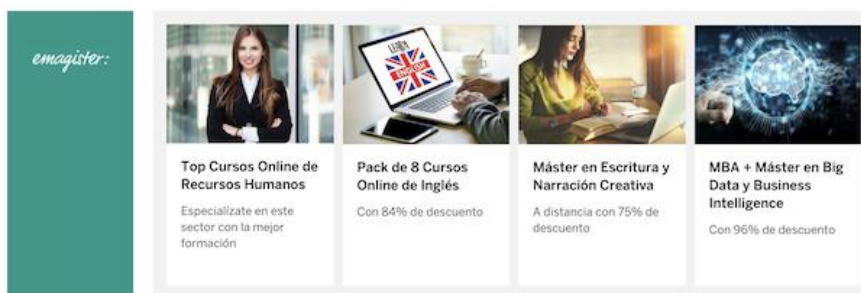 emagister:
LEARN
ENGLISH
Top Cursos Online de
Recursos Humanos
Especialízate en este
sector con la mejor
formación
Pack de 8 Cursos
Online de Inglés
Con 84% de descuento
Máster en Escritura y
Narración Creativa
A distancia con 75% de
descuento
MBA + Máster en Big
Data y Business
Intelligence
Con 96% de descuento